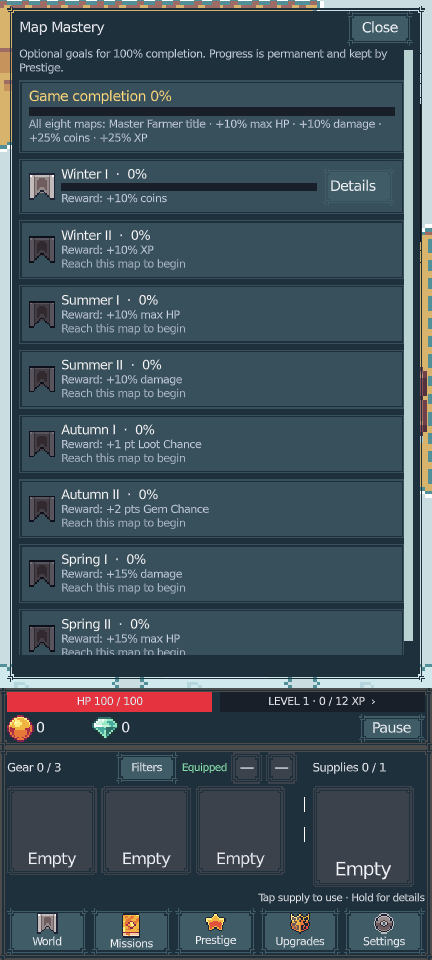 Map Mastery
Close
Optional goals for 100% completion. Progress is permanent and kept by
Prestige.
Game completion 0%
All eight maps: Master Farmer title · +10% max HP · +10% damage ·
+25% coins · +25% XP
Winter I · 0%
Details
Reward: +10% coins
Winter II · 0%
Reward: +10% XP
Reach this map to begin
Summer I · 0%
Reward: +10% max HP
Reach this map to begin
Summer II · 0%
Reward: +10% damage
Reach this map to begin
Autumn I · 0%
Reward: +1 pt Loot Chance
Reach this map to begin
Autumn II · 0%
Reward: +2 pts Gem Chance
Reach this map to begin
Spring I · 0%
Reward: +15% damage
Reach this map to begin
Spring II · 0%
Reward: +15% max HP
Reach this map to begin
HP 100 / 100
LEVEL 1 · 0 / 12 XP ›
0
0
Pause
Gear 0 / 3
Filters
Equipped
—
—
Supplies 0 / 1
Empty
Empty
Empty
Empty
Tap supply to use · Hold for details
World
Missions
Prestige
Upgrades
Settings